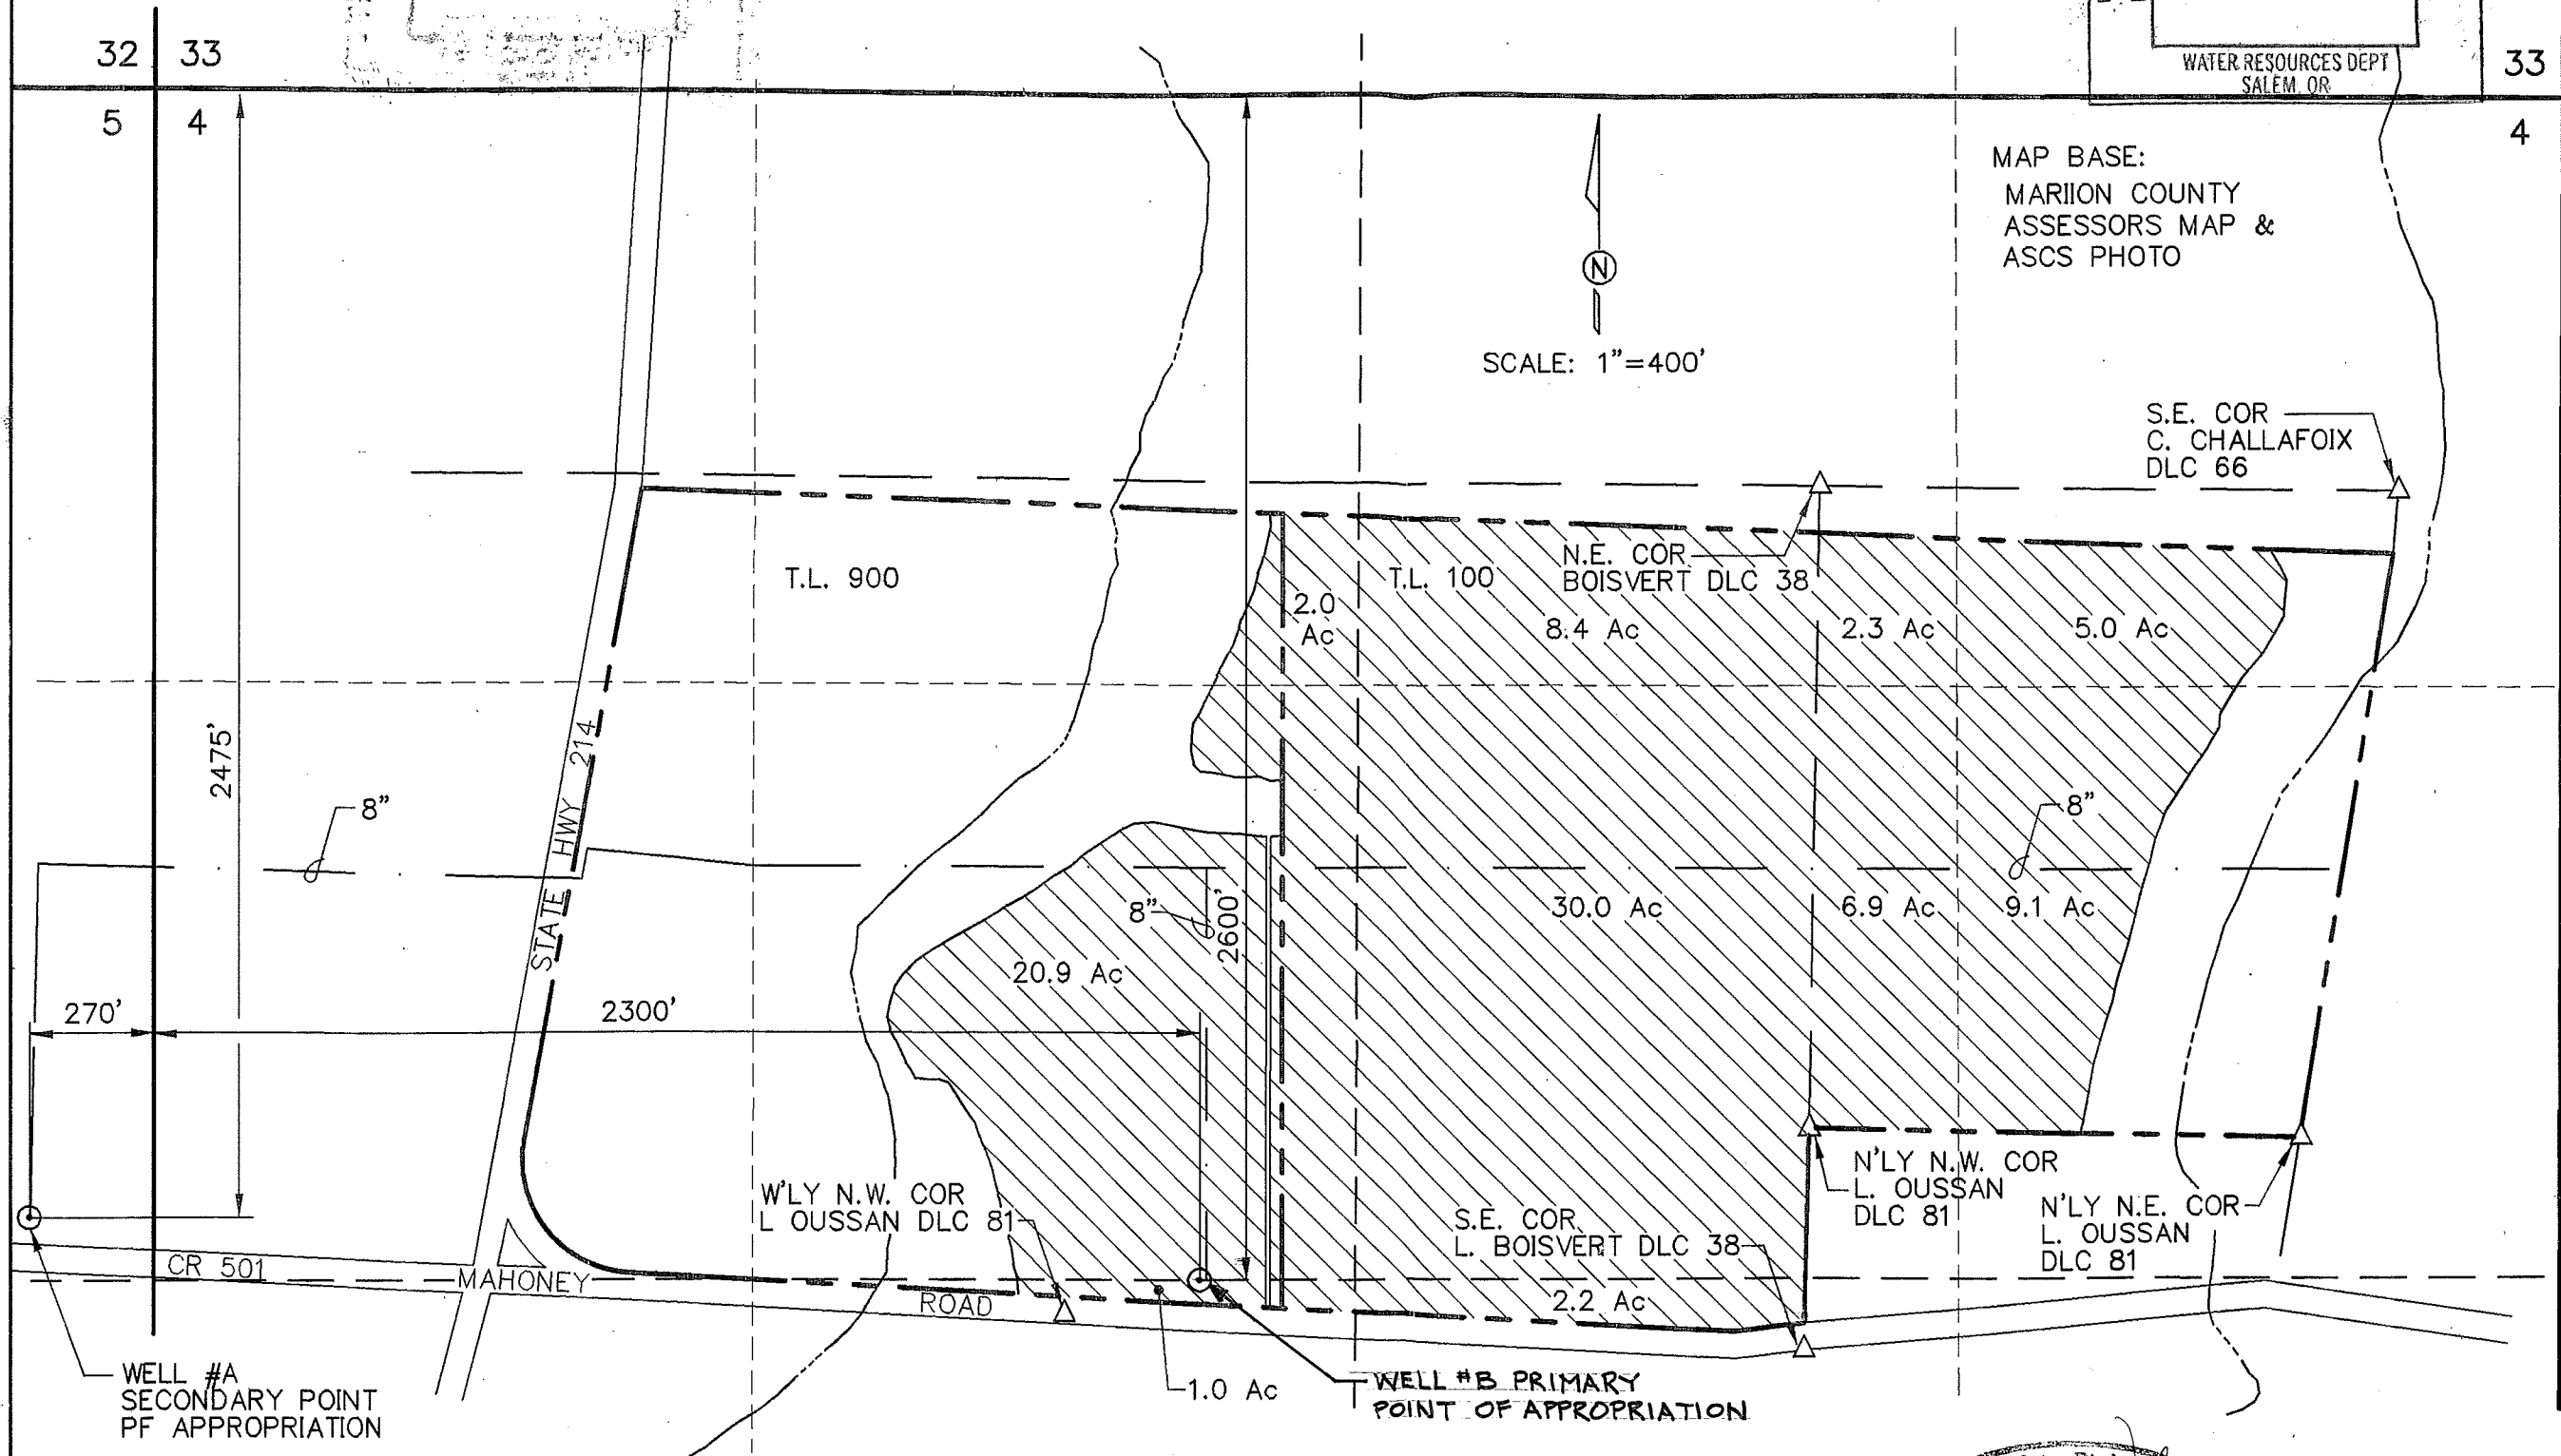 32 33
5 4
WATER RESOURCES DEPT
SALEM, OR
33
4
MAP BASE:
MARIION COUNTY
ASSESSORS MAP &
ASCS PHOTO
N
SCALE: 1"=400'
S.E. COR
C. CHALLAFOIX
DLC 66
N.E. COR
BOISVERT DLC 38
T.L. 900
T.L. 100
2.0
Ac
8.4 Ac
2.3 Ac
5.0 Ac
2475'
STATE HWY 214
8"
8"
8"
2600'
30.0 Ac
6.9 Ac
9.1 Ac
20.9 Ac
270'
2300'
W'LY N.W. COR
L OUSSAN DLC 81
S.E. COR
L. BOISVERT DLC 38
N'LY N.W. COR
L. OUSSAN
DLC 81
N'LY N.E. COR
L. OUSSAN
DLC 81
CR 501
MAHONEY
ROAD
2.2 Ac
1.0 Ac
WELL #A
SECONDARY POINT
PF APPROPRIATION
WELL #B PRIMARY
POINT OF APPROPRIATION